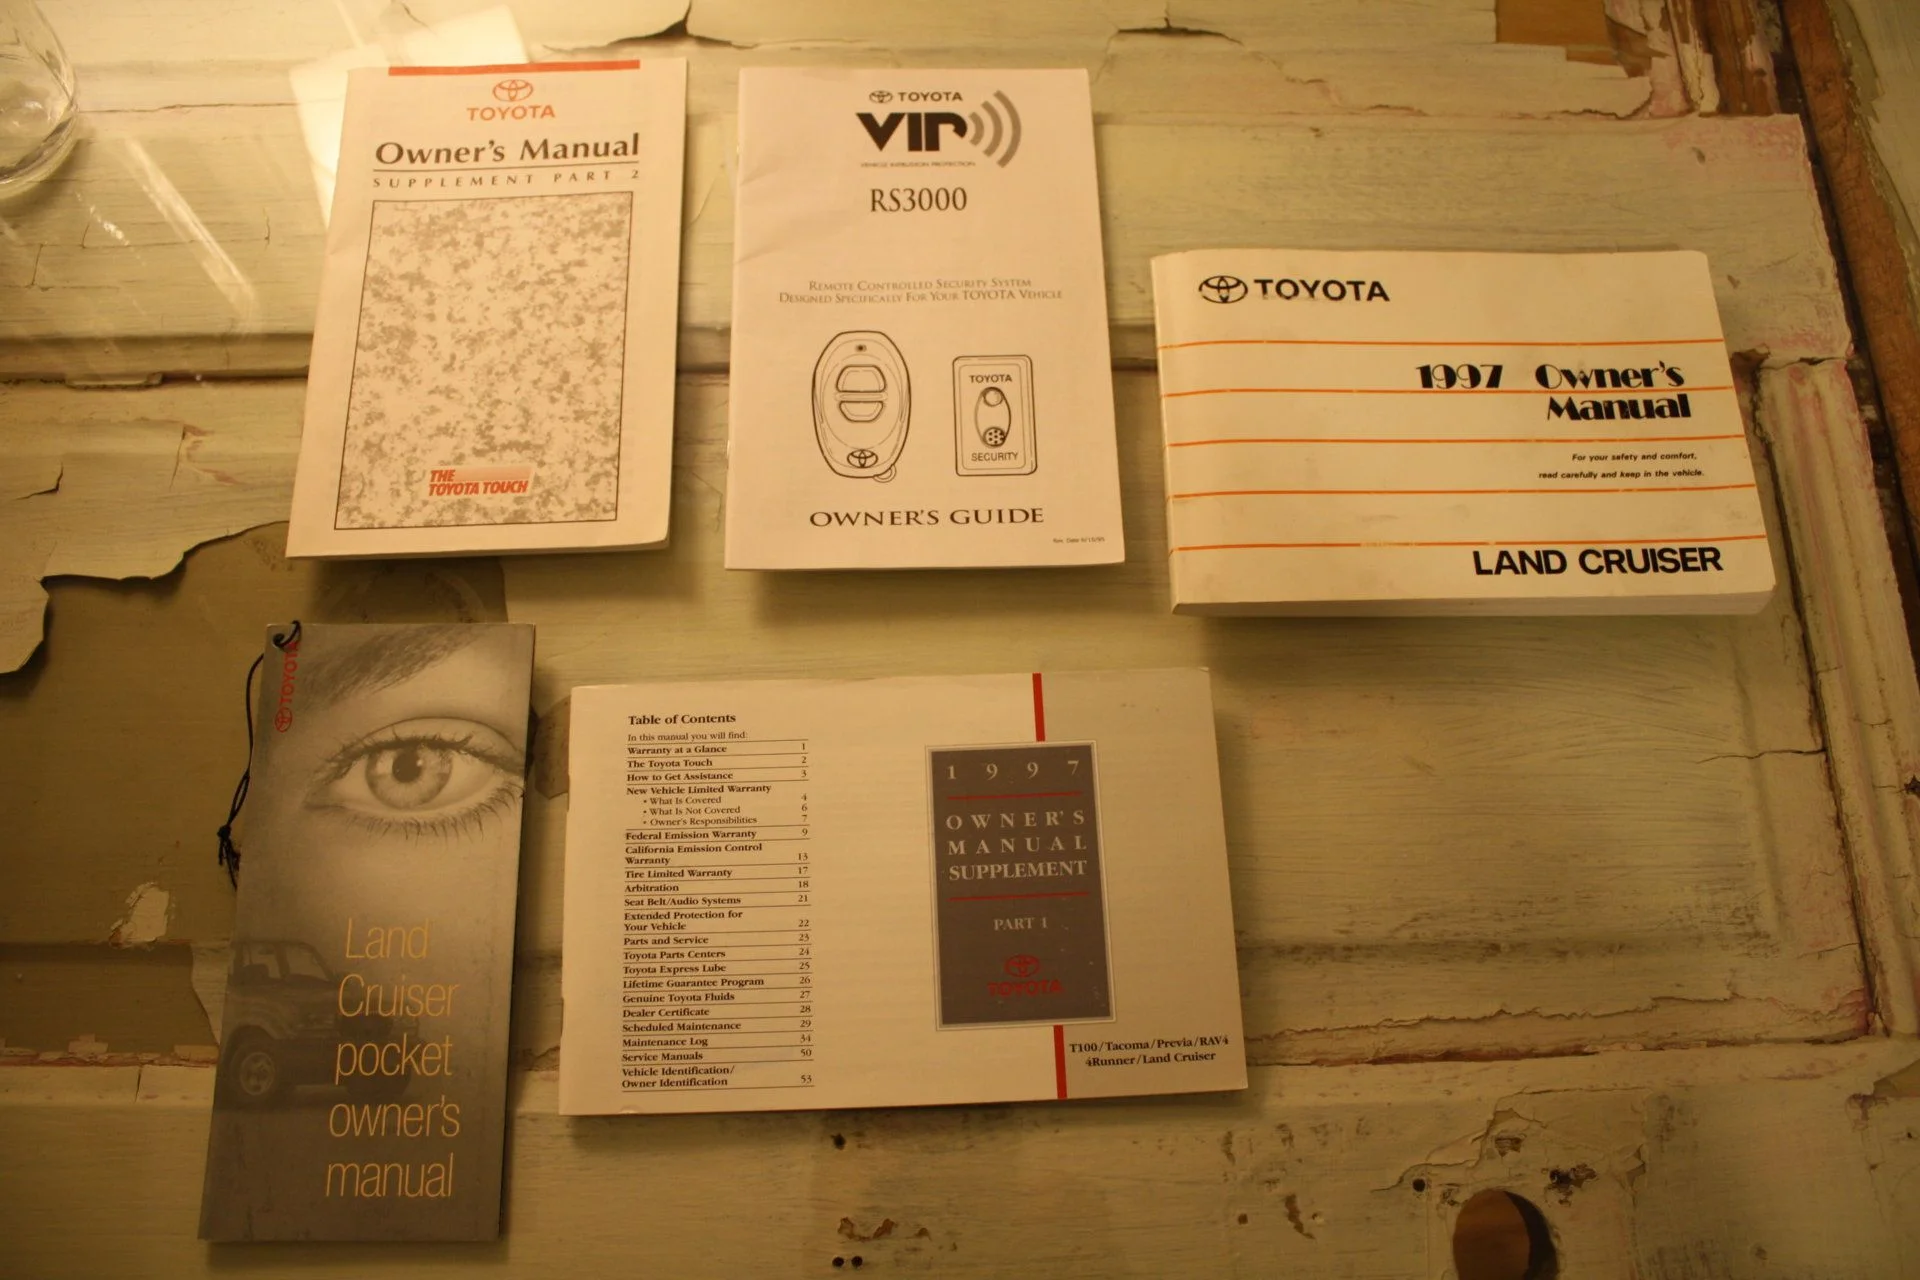 TOYOTA
Owner's Manual
SUPPLEMENT PART 2
THE
TOYOTA TOUCH
TOYOTA
VIP
VEHICLE INTRUSION PROTECTION
RS3000
REMOTE CONTROLLED SECURITY SYSTEM
DESIGNED SPECIFICALLY FOR YOUR TOYOTA VEHICLE
TOYOTA
SECURITY
OWNER'S GUIDE
TOYOTA
1997 Owner's
Manual
For your safety and comfort,
read carefully and keep in the vehicle.
LAND CRUISER
TOYOTA
Land
Cruiser
pocket
owner's
manual
Table of Contents
In this manual you will find:
Warranty at a Glance 1
The Toyota Touch 2
How to Get Assistance 3
New Vehicle Limited Warranty
• What Is Covered 4
• What Is Not Covered 6
• Owner's Responsibilities 7
Federal Emission Warranty 9
California Emission Control
Warranty 13
Tire Limited Warranty 17
Arbitration 18
Seat Belt/Audio Systems 21
Extended Protection for
Your Vehicle 22
Parts and Service 23
Toyota Parts Centers 24
Toyota Express Lube 25
Lifetime Guarantee Program 26
Genuine Toyota Fluids 27
Dealer Certificate 28
Scheduled Maintenance 29
Maintenance Log 34
Service Manuals 50
Vehicle Identification/
Owner Identification 53
1997
OWNER'S
MANUAL
SUPPLEMENT
PART 1
TOYOTA
T100/Tacoma/Previa/RAV4
4Runner/Land Cruiser